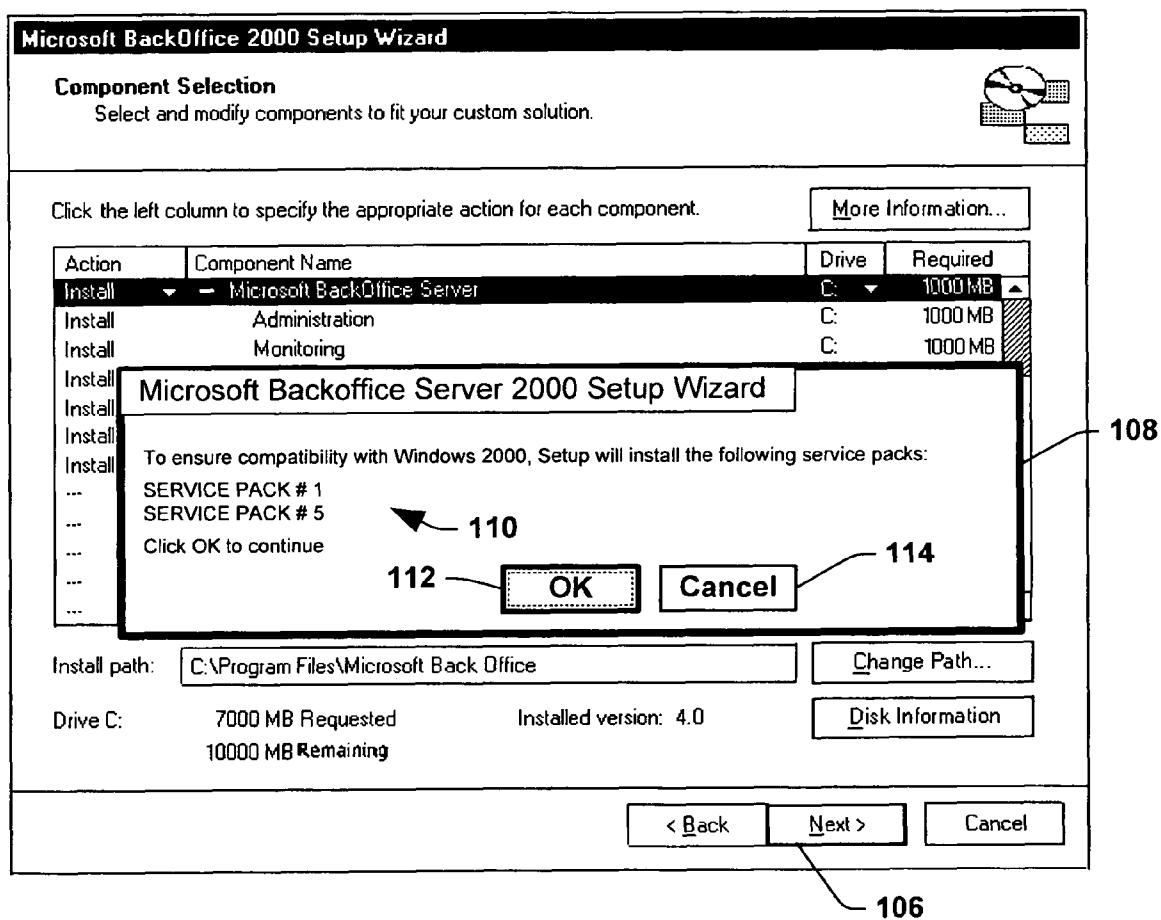 Microsoft BackOffice 2000 Setup Wizard
Component Selection
Select and modify components to fit your custom solution.
Click the left column to specify the appropriate action for each component.
More Information...
Action Component Name Drive Required
Install Microsoft BackOffice Server C: 1000 MB
Install Administration C: 1000 MB
Install Monitoring C: 1000 MB
Install
Install
Install
Install
---
---
---
---
---
Microsoft Backoffice Server 2000 Setup Wizard
To ensure compatibility with Windows 2000, Setup will install the following service packs:
SERVICE PACK # 1
SERVICE PACK # 5
Click OK to continue
OK
Cancel
108
110
112
114
Install path: C:\Program Files\Microsoft Back Office
Change Path...
Drive C: 7000 MB Requested Installed version: 4.0
Disk Information
10000 MB Remaining
< Back
Next >
Cancel
106